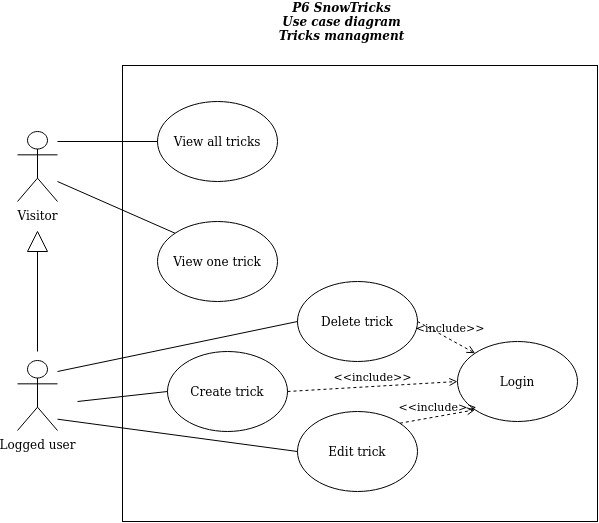 P6 SnowTricks
Use case diagram
Tricks managment
View all tricks
Visitor
View one trick
Delete trick
<include>>
<<include>>
Login
Create trick
<<include>>
Edit trick
Logged user